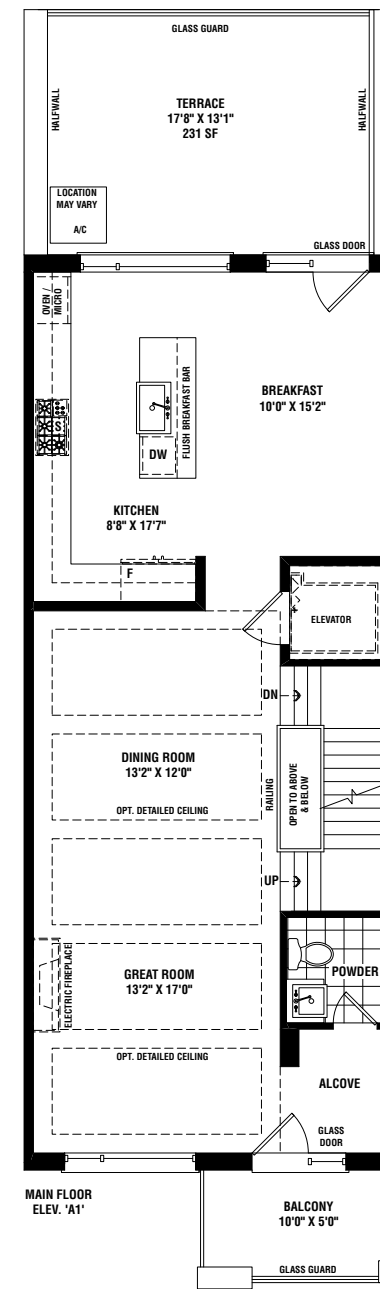 GLASS GUARD
HALFWALL
TERRACE
17'8" X 13'1"
231 SF
HALFWALL
LOCATION
MAY VARY
A/C
GLASS DOOR
OVEN /
MICRO
S
BREAKFAST
10'0" X 15'2"
FLUSH BREAKFAST BAR
DW
KITCHEN
8'8" X 17'7"
F
ELEVATOR
DN
DINING ROOM
13'2" X 12'0"
OPT. DETAILED CEILING
RAILING
OPEN TO ABOVE
& BELOW
UP
ELECTRIC FIREPLACE
GREAT ROOM
13'2" X 17'0"
POWDER
OPT. DETAILED CEILING
ALCOVE
GLASS
DOOR
MAIN FLOOR
ELEV. 'A1'
BALCONY
10'0" X 5'0"
GLASS GUARD